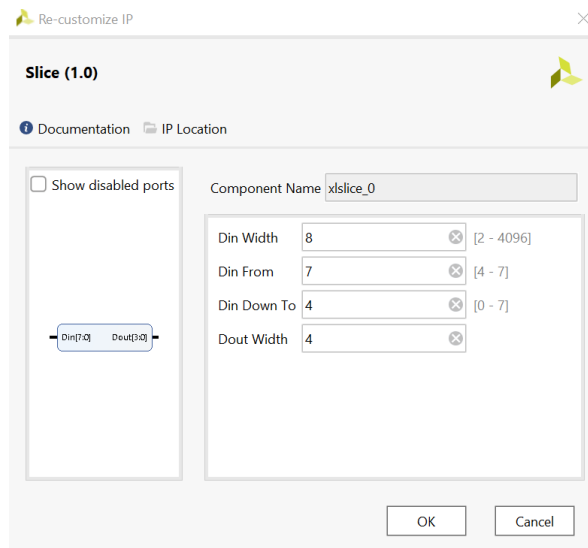 Re-customize IP
Slice (1.0)
Documentation IP Location
Show disabled ports
Component Name xlslice_0
Din Width 8 [2 - 4096]
Din From 7 [4 - 7]
Din Down To 4 [0 - 7]
Dout Width 4
Din[7:0] Dout[3:0]
OK Cancel